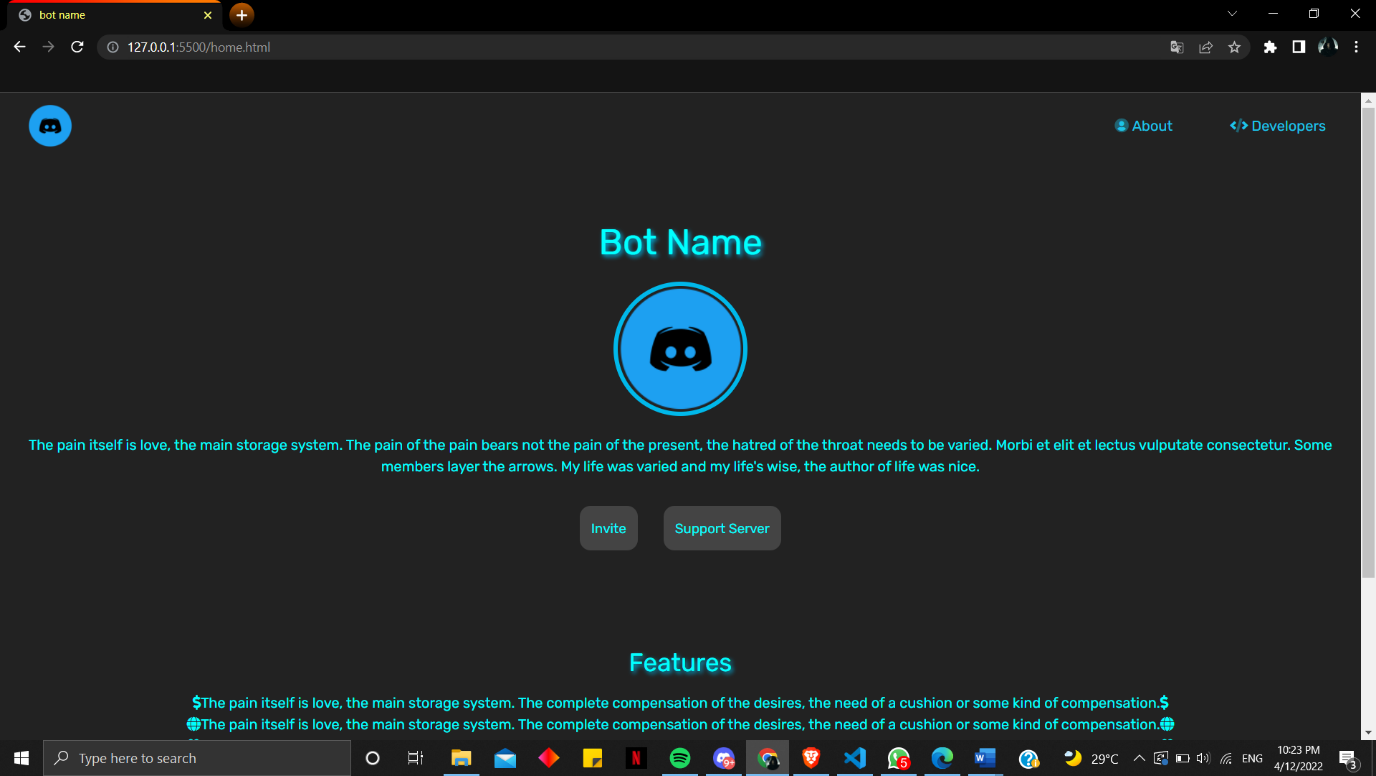 bot name
127.0.0.1:5500/home.html
About
Developers
Bot Name
The pain itself is love, the main storage system. The pain of the pain bears not the pain of the present, the hatred of the throat needs to be varied. Morbi et elit et lectus vulputate consectetur. Some
members layer the arrows. My life was varied and my life's wise, the author of life was nice.
Invite
Support Server
Features
$The pain itself is love, the main storage system. The complete compensation of the desires, the need of a cushion or some kind of compensation.$
The pain itself is love, the main storage system. The complete compensation of the desires, the need of a cushion or some kind of compensation.
Type here to search
N
9+
5
W
29°C
ENG
10:23 PM
4/12/2022
3